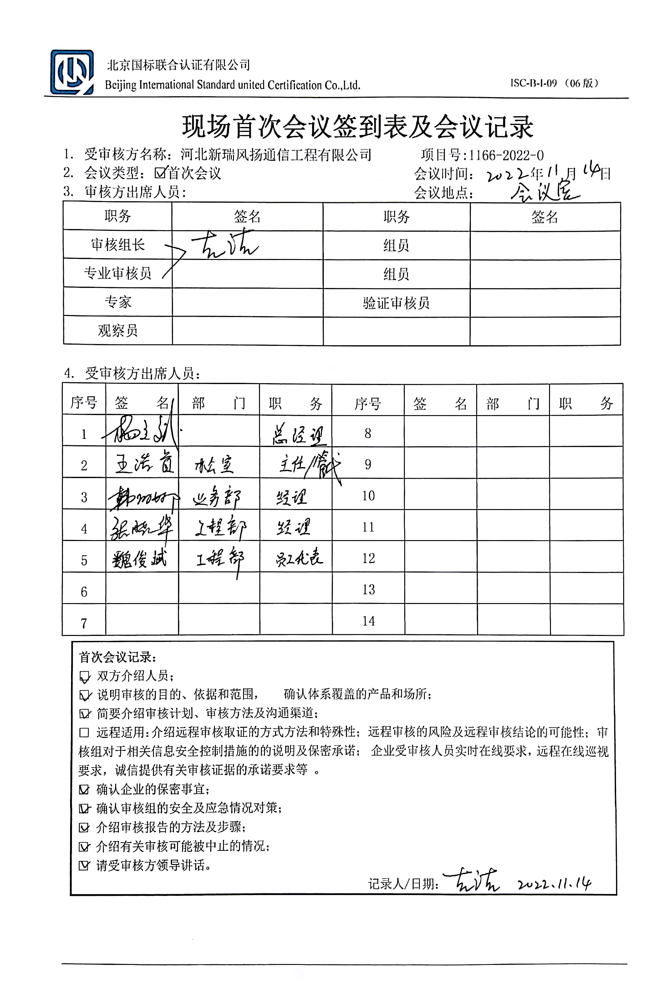 北京国标联合认证有限公司
Beijing International Standard united Certification Co.,Ltd.
ISC-B-I-09 （06 版）
现场首次会议签到表及会议记录
1. 受审核方名称：河北新瑞风扬通信工程有限公司 项目号:1166-2022-0
2. 会议类型：☑首次会议 会议时间：2022年11月14日
3. 审核方出席人员： 会议地点：会议室
职务 签名 职务 签名
审核组长 组员
专业审核员 组员
专家 验证审核员
观察员
4. 受审核方出席人员：
序号 签 名 部 门 职 务 序号 签 名 部 门 职 务
1 总经理 8
2 王浩 办公室 主任/管代 9
3 韩 业务部 经理 10
4 张晓华 工程部 经理 11
5 魏俊斌 工程部 员工代表 12
6 13
7 14
首次会议记录：
☑ 双方介绍人员；
☑ 说明审核的目的、依据和范围， 确认体系覆盖的产品和场所；
☑ 简要介绍审核计划、审核方法及沟通渠道；
□ 远程适用：介绍远程审核取证的方式方法和特殊性；远程审核的风险及远程审核结论的可能性；审
核组对于相关信息安全控制措施的的说明及保密承诺； 企业受审核人员实时在线要求，远程在线巡视
要求，诚信提供有关审核证据的承诺要求等 。
☑ 确认企业的保密事宜；
☑ 确认审核组的安全及应急情况对策；
☑ 介绍审核报告的方法及步骤；
☑ 介绍有关审核可能被中止的情况；
☑ 请受审核方领导讲话。
记录人/日期： 2022.11.14